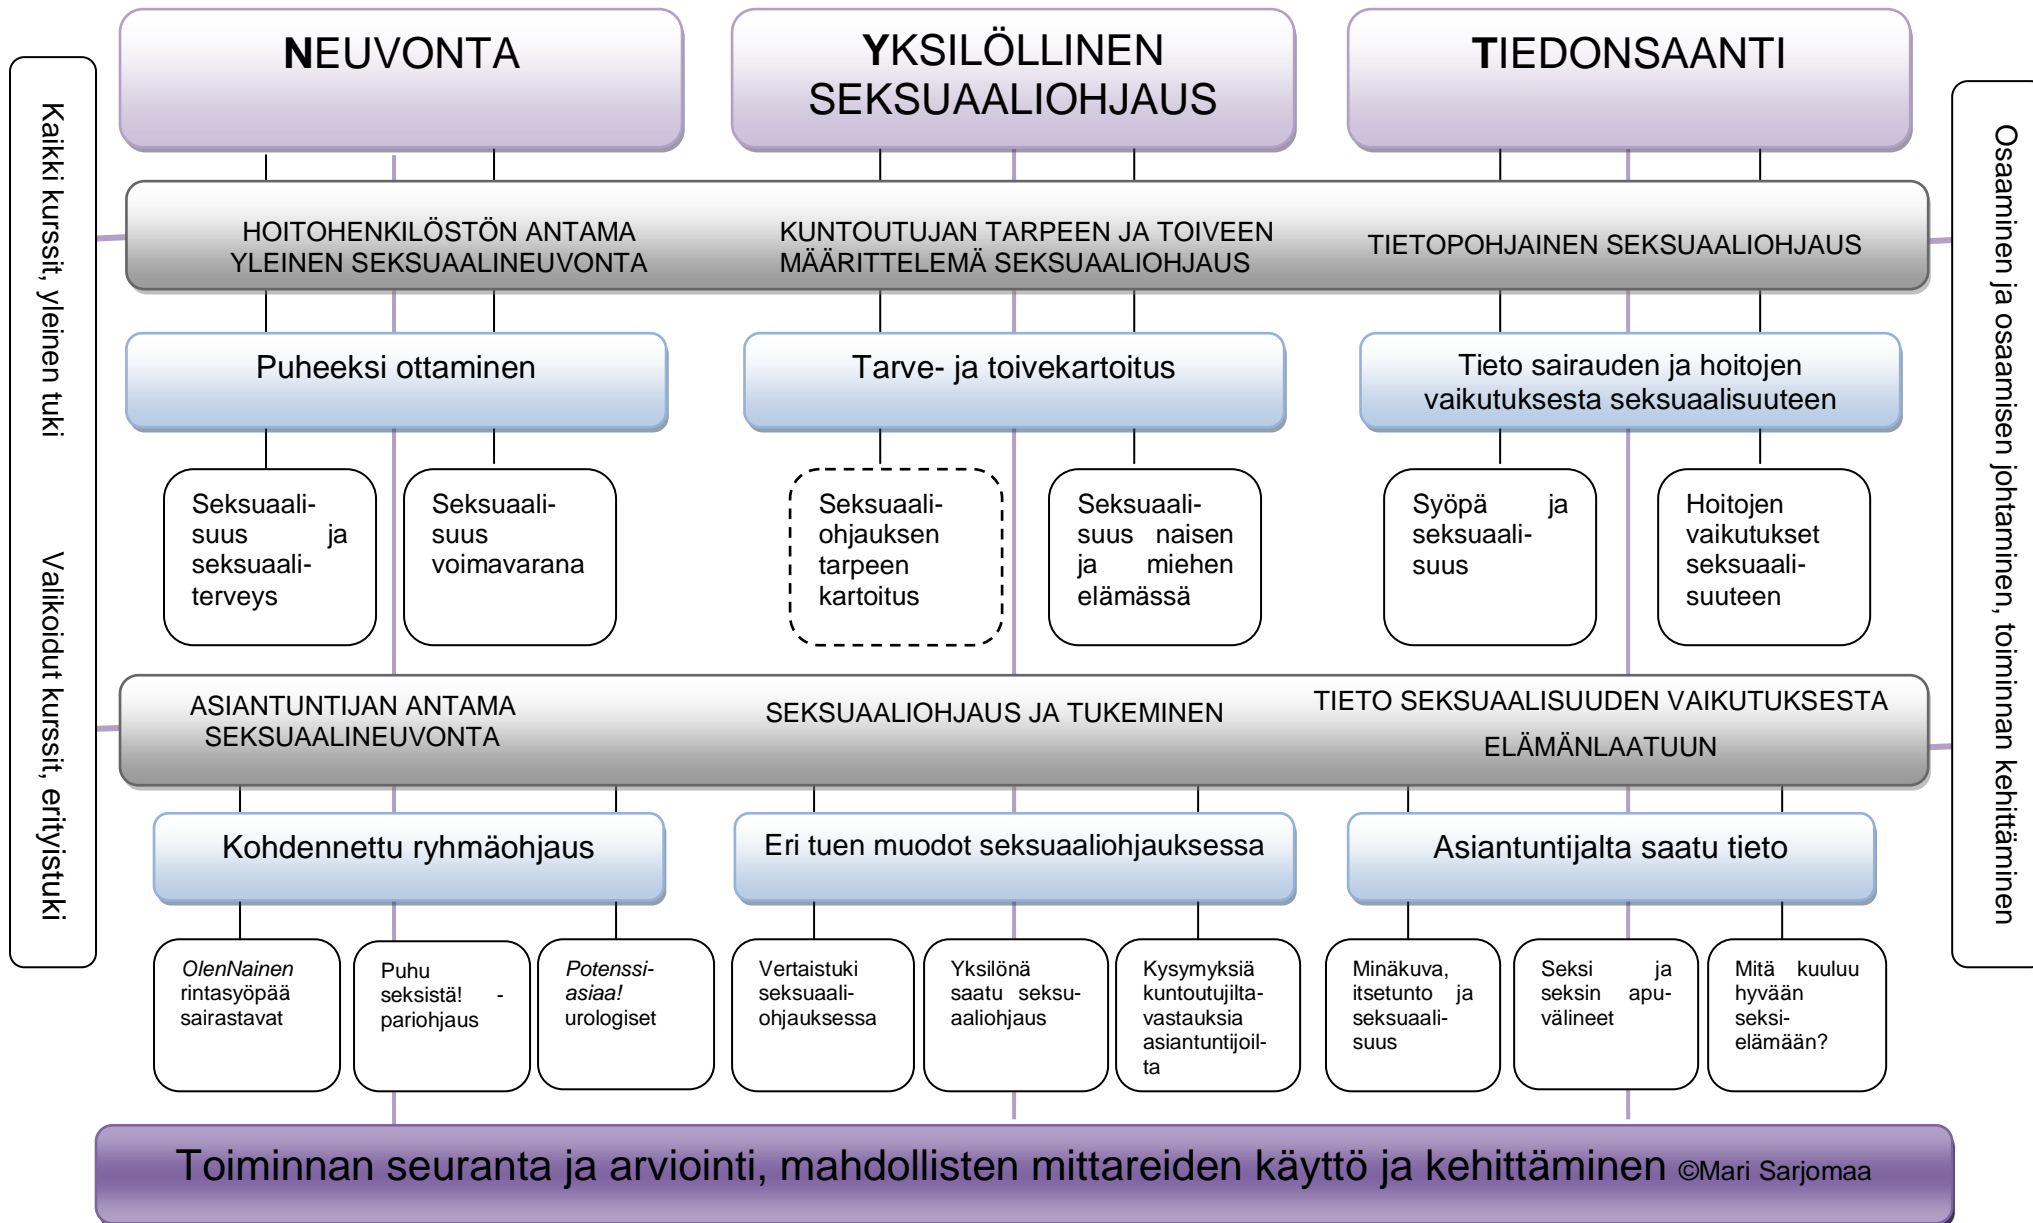 NEUVONTA
YKSILÖLLINEN
SEKSUAALIOHJAUS
TIEDONSAANTI
Kaikki kurssit, yleinen tuki
Valikoidut kurssit, erityistuki
Osaaminen ja osaamisen johtaminen, toiminnan kehittäminen
HOITOHENKILÖSTÖN ANTAMA
YLEINEN SEKSUAALINEUVONTA
KUNTOUTUJAN TARPEEN JA TOIVEEN
MÄÄRITTELEMÄ SEKSUAALIOHJAUS
TIETOPOHJAINEN SEKSUAALIOHJAUS
Puheeksi ottaminen
Tarve- ja toivekartoitus
Tieto sairauden ja hoitojen
vaikutuksesta seksuaalisuuteen
Seksuaali-
suus ja
seksuaali-
terveys
Seksuaali-
suus
voimavarana
Seksuaali-
ohjauksen
tarpeen
kartoitus
Seksuaali-
suus naisen
ja miehen
elämässä
Syöpä ja
seksuaali-
suus
Hoitojen
vaikutukset
seksuaali-
suuteen
ASIANTUNTIJAN ANTAMA
SEKSUAALINEUVONTA
SEKSUAALIOHJAUS JA TUKEMINEN
TIETO SEKSUAALISUUDEN VAIKUTUKSESTA
ELÄMÄNLAATUUN
Kohdennettu ryhmäohjaus
Eri tuen muodot seksuaaliohjauksessa
Asiantuntijalta saatu tieto
OlenNainen
rintasyöpää
sairastavat
Puhu
seksistä! -
pariohjaus
Potenssi-
asiaa!
urologiset
Vertaistuki
seksuaali-
ohjauksessa
Yksilönä
saatu seksu-
aaliohjaus
Kysymyksiä
kuntoutujilta-
vastauksia
asiantuntijoil-
ta
Minäkuva,
itsetunto ja
seksuaali-
suus
Seksi ja
seksin apu-
välineet
Mitä kuuluu
hyvään
seksi-
elämään?
Toiminnan seuranta ja arviointi, mahdollisten mittareiden käyttö ja kehittäminen ©Mari Sarjomaa